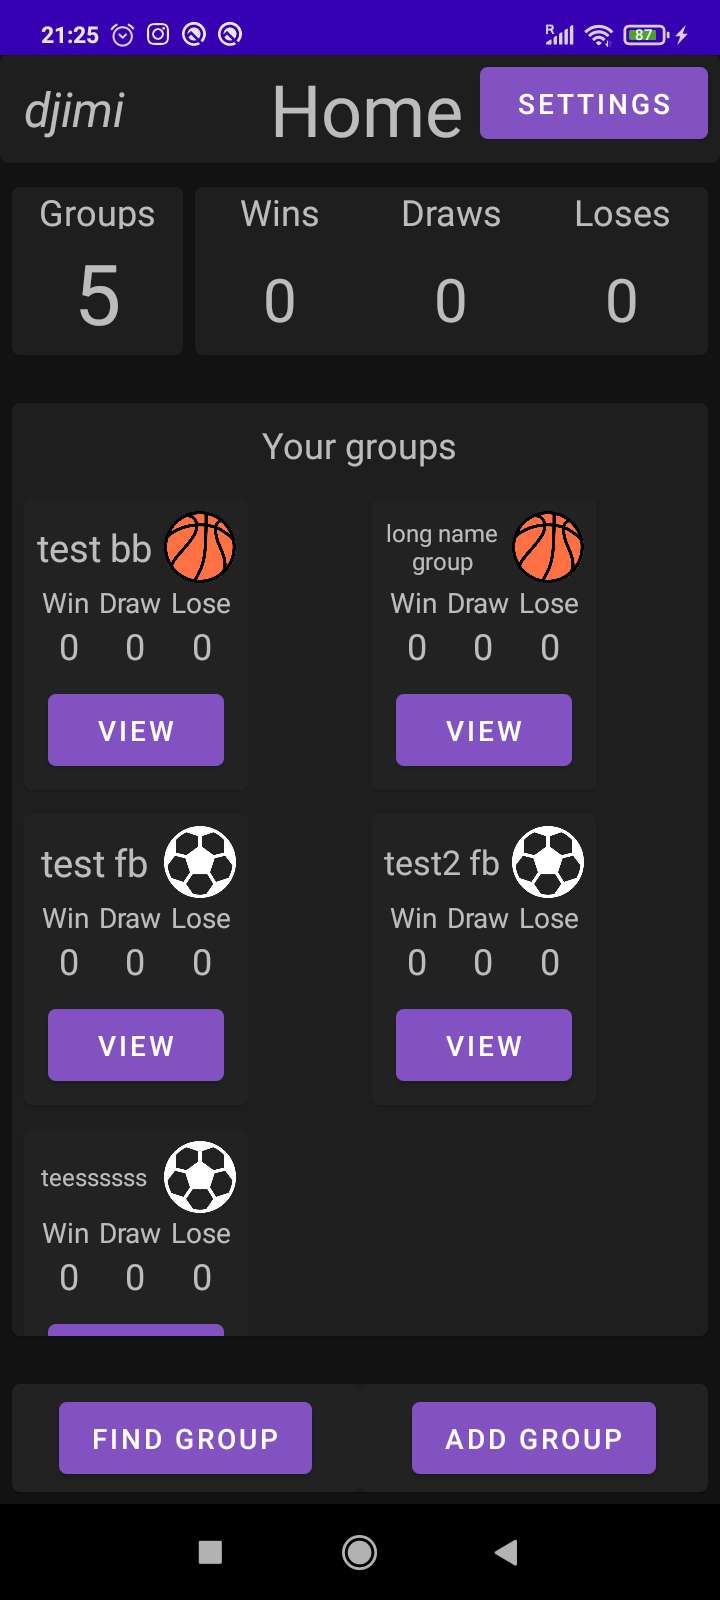 21:25
R
87
djimi
Home
SETTINGS
Groups
Wins
Draws
Loses
5
0
0
0
Your groups
test bb
Win Draw Lose
0 0 0
VIEW
long name
group
Win Draw Lose
0 0 0
VIEW
test fb
Win Draw Lose
0 0 0
VIEW
test2 fb
Win Draw Lose
0 0 0
VIEW
teessssss
Win Draw Lose
0 0 0
FIND GROUP
ADD GROUP